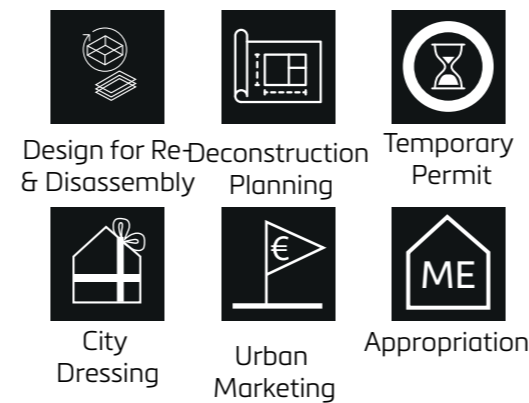 Design for Re-
& Disassembly
Deconstruction
Planning
Temporary
Permit
City
Dressing
€
Urban
Marketing
ME
Appropriation